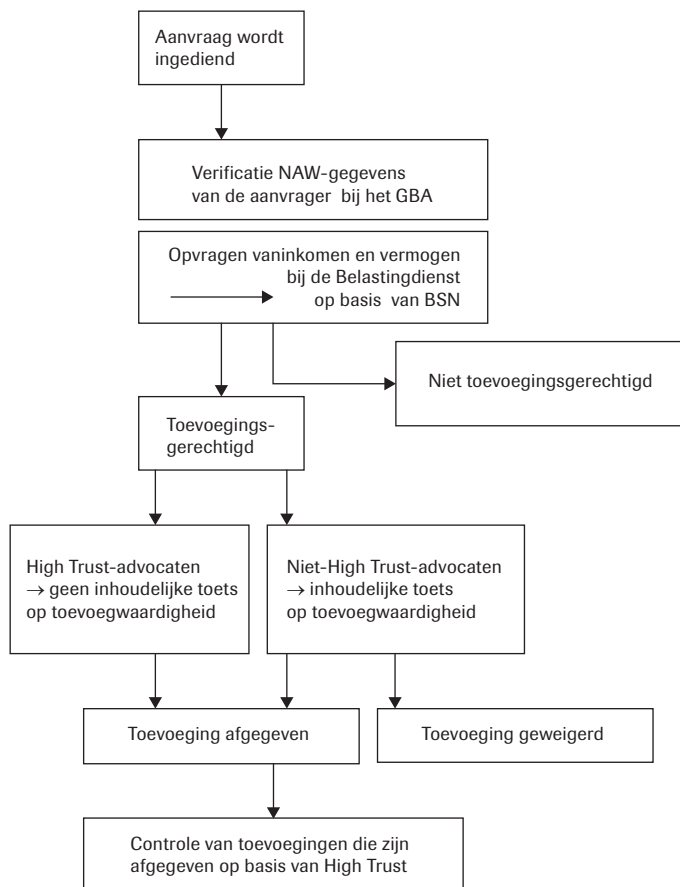 Aanvraag wordt
ingediend
Verificatie NAW-gegevens
van de aanvrager bij het GBA
Opvragen vaninkomen en vermogen
bij de Belastingdienst
op basis van BSN
Niet toevoegingsgerechtigd
Toevoegings-
gerechtigd
High Trust-advocaten
→ geen inhoudelijke toets
op toevoegwaardigheid
Niet-High Trust-advocaten
→ inhoudelijke toets
op toevoegwaardigheid
Toevoeging afgegeven
Toevoeging geweigerd
Controle van toevoegingen die zijn
afgegeven op basis van High Trust